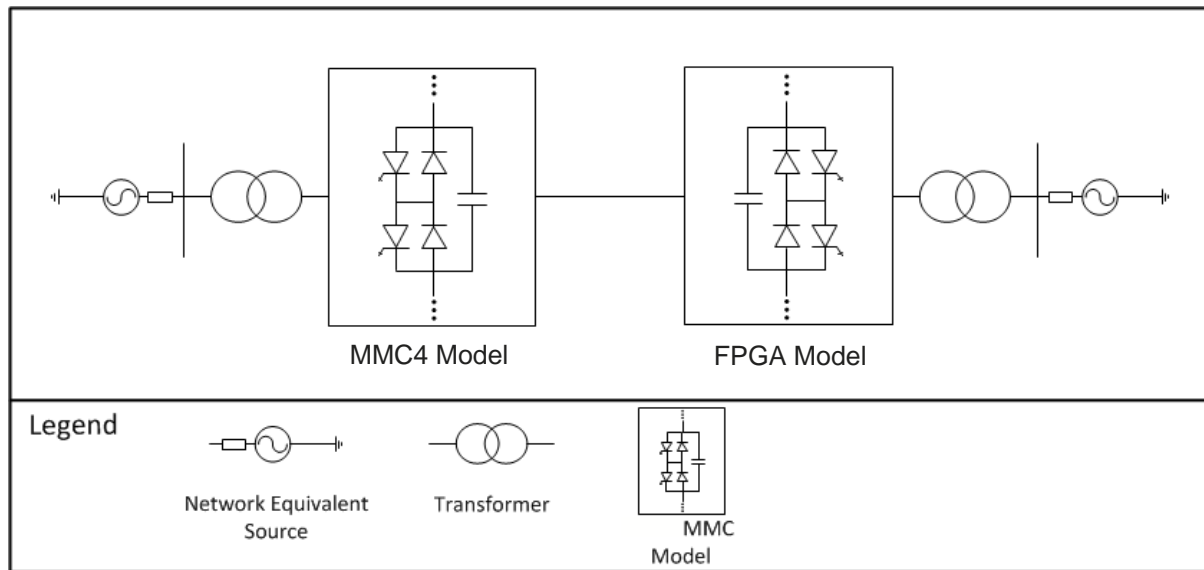 MMC4 Model
FPGA Model
Legend
Network Equivalent
Source
Transformer
MMC
Model